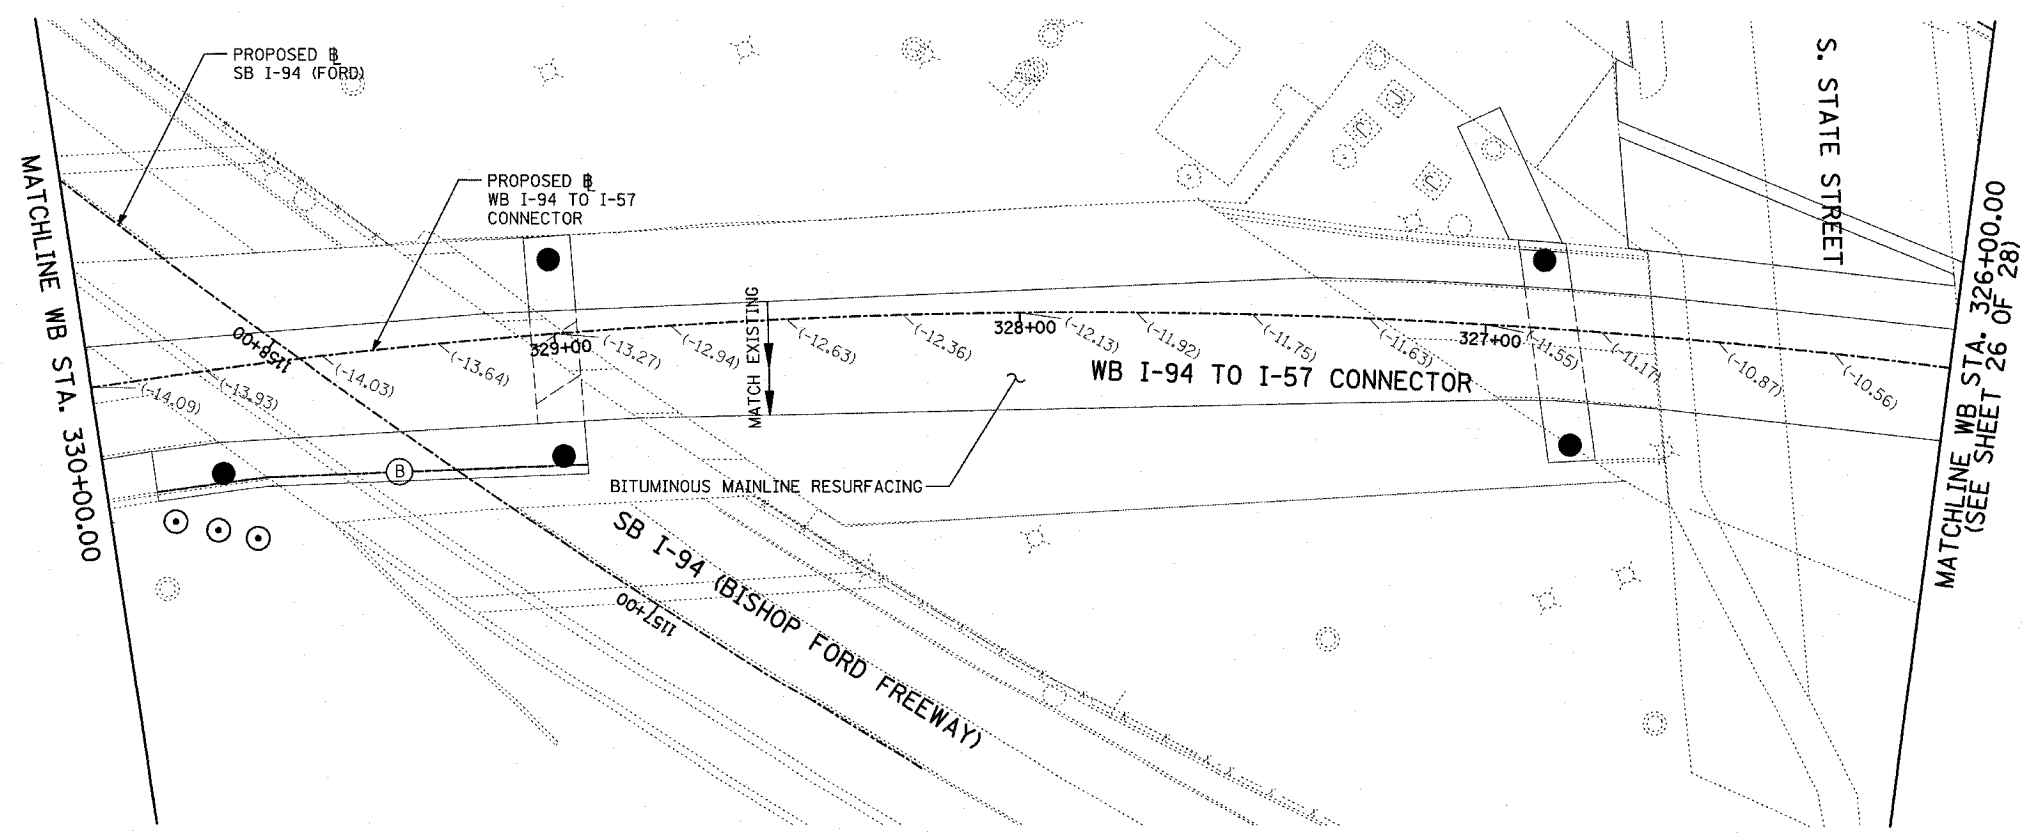 PROPOSED ℄
SB I-94 (FORD)
PROPOSED ℄
WB I-94 TO I-57
CONNECTOR
S. STATE STREET
MATCHLINE WB STA. 330+00.00
MATCHLINE WB STA. 326+00.00
(SEE SHEET 26 OF 28)
1158+00
329+00
328+00
327+00
MATCH EXISTING
(-14.09)
(-13.93)
(-14.03)
(-13.64)
(-13.27)
(-12.94)
(-12.63)
(-12.36)
(-12.13)
(-11.92)
(-11.75)
(-11.63)
(-11.55)
(-11.17)
(-10.87)
(-10.56)
WB I-94 TO I-57 CONNECTOR
B
BITUMINOUS MAINLINE RESURFACING
SB I-94 (BISHOP FORD FREEWAY)
1157+00